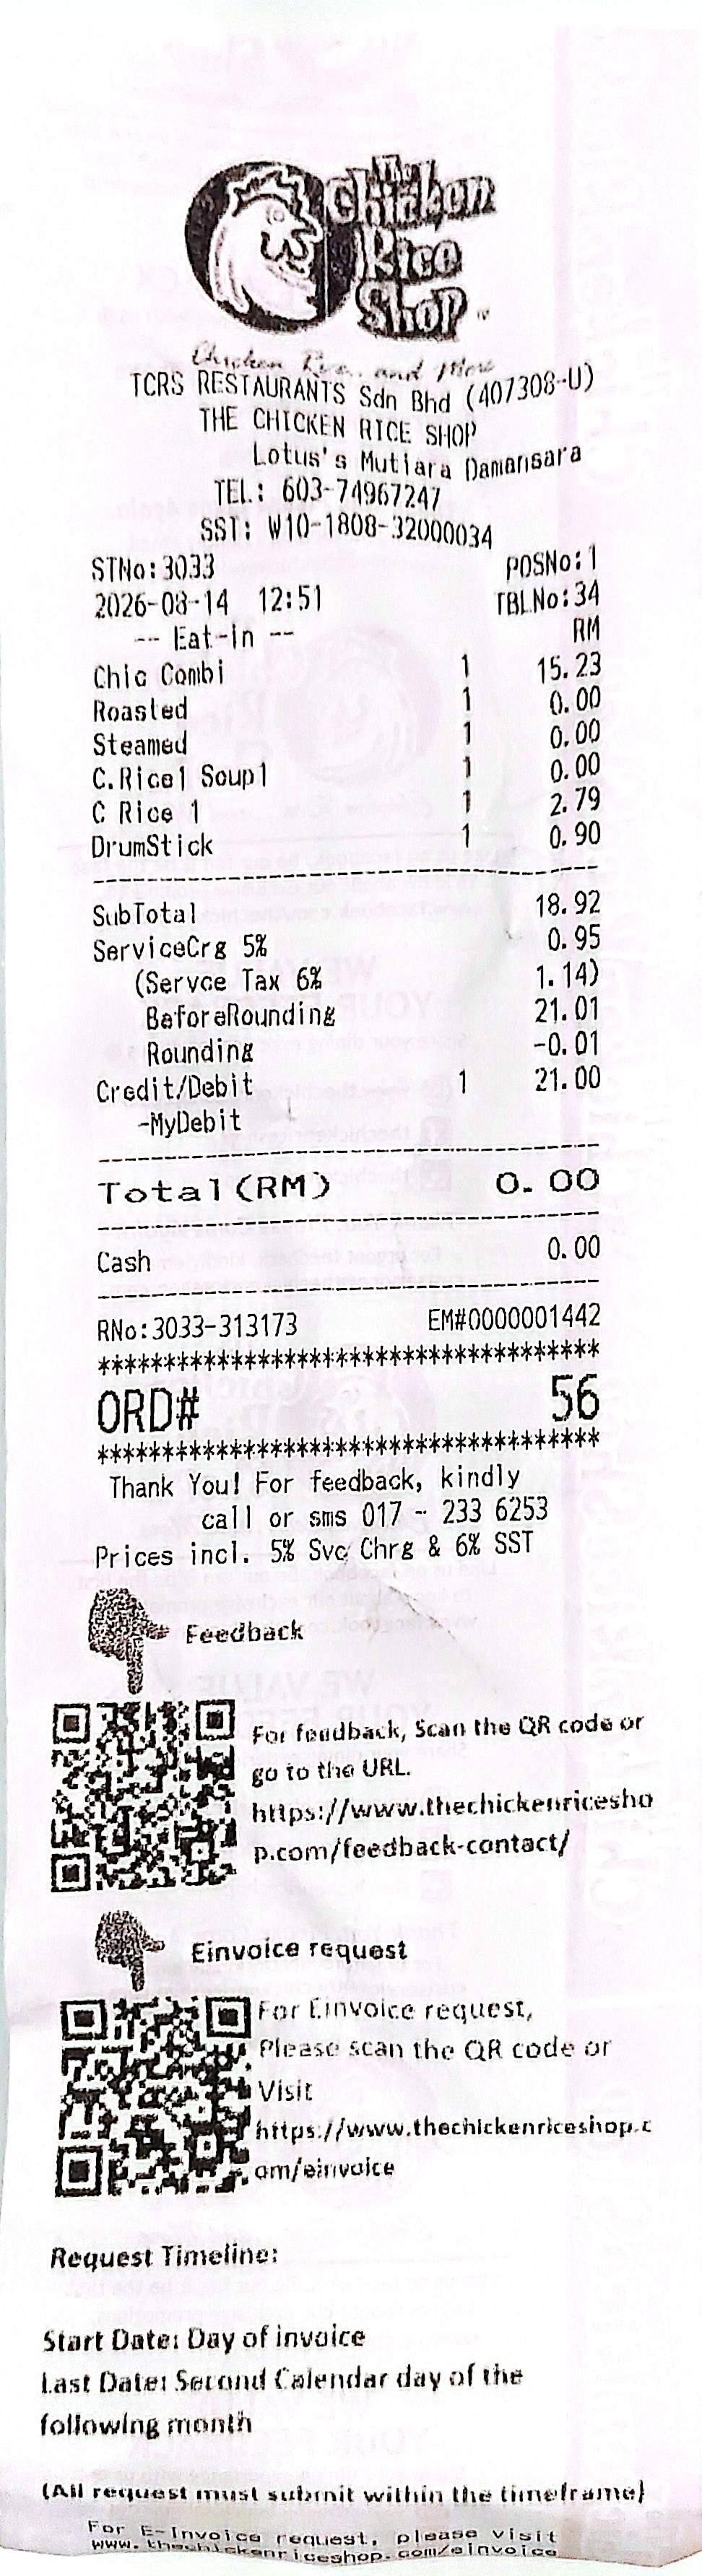 The
Chicken
Rice
Shop
Chicken Rice and More
TCRS RESTAURANTS Sdn Bhd (407308-U)
THE CHICKEN RICE SHOP
Lotus's Mutiara Damansara
TEL: 603-74967247
SST: W10-1808-32000034
STNo:3033 POSNo:1
2026-08-14 12:51 TBLNo:34
-- Eat-in -- RM
Chic Combi 1 15.23
Roasted 1 0.00
Steamed 1 0.00
C.Rice1 Soup1 1 0.00
C Rice 1 1 2.79
DrumStick 1 0.90
SubTotal 18.92
ServiceCrg 5% 0.95
(Servce Tax 6% 1.14)
BeforeRounding 21.01
Rounding -0.01
Credit/Debit 1 21.00
-MyDebit
Total(RM) 0.00
Cash 0.00
RNo:3033-313173 EM#0000001442
**************************************
ORD# 56
**************************************
Thank You! For feedback, kindly
call or sms 017 - 233 6253
Prices incl. 5% Svc Chrg & 6% SST
Feedback
For feedback, Scan the QR code or
go to the URL.
https://www.thechickenricesho
p.com/feedback-contact/
Einvoice request
For Einvoice request,
Please scan the QR code or
Visit
https://www.thechickenriceshop.c
om/einvoice
Request Timeline:
Start Date: Day of invoice
Last Date: Second Calendar day of the
following month
(All request must submit within the timeframe)
For E-Invoice request, please visit
www.thechickenriceshop.com/einvoice